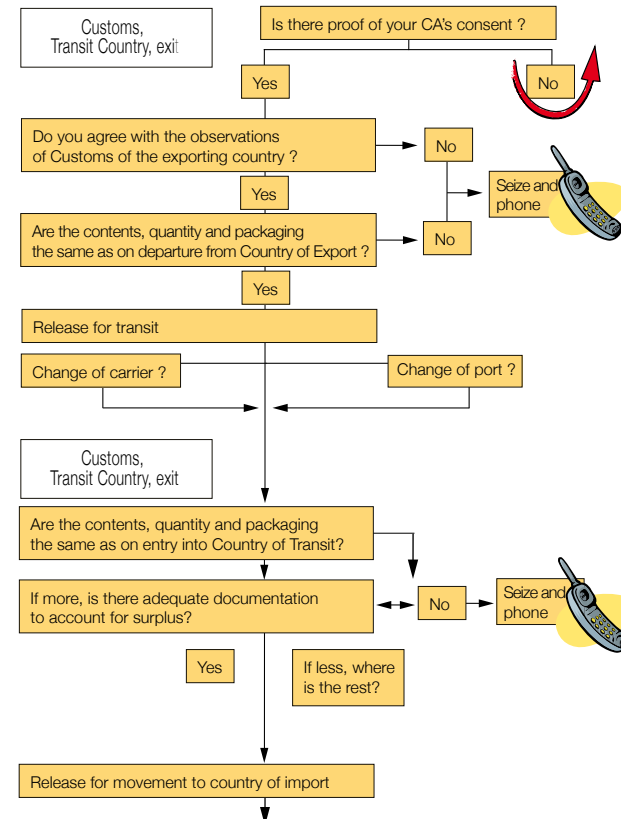 Customs,
Transit Country, exit
Is there proof of your CA's consent ?
Yes
No
Do you agree with the observations
of Customs of the exporting country ?
No
Yes
Seize and
phone
Are the contents, quantity and packaging
the same as on departure from Country of Export ?
No
Yes
Release for transit
Change of carrier ?
Change of port ?
Customs,
Transit Country, exit
Are the contents, quantity and packaging
the same as on entry into Country of Transit?
If more, is there adequate documentation
to account for surplus?
No
Seize and
phone
Yes
If less, where
is the rest?
Release for movement to country of import